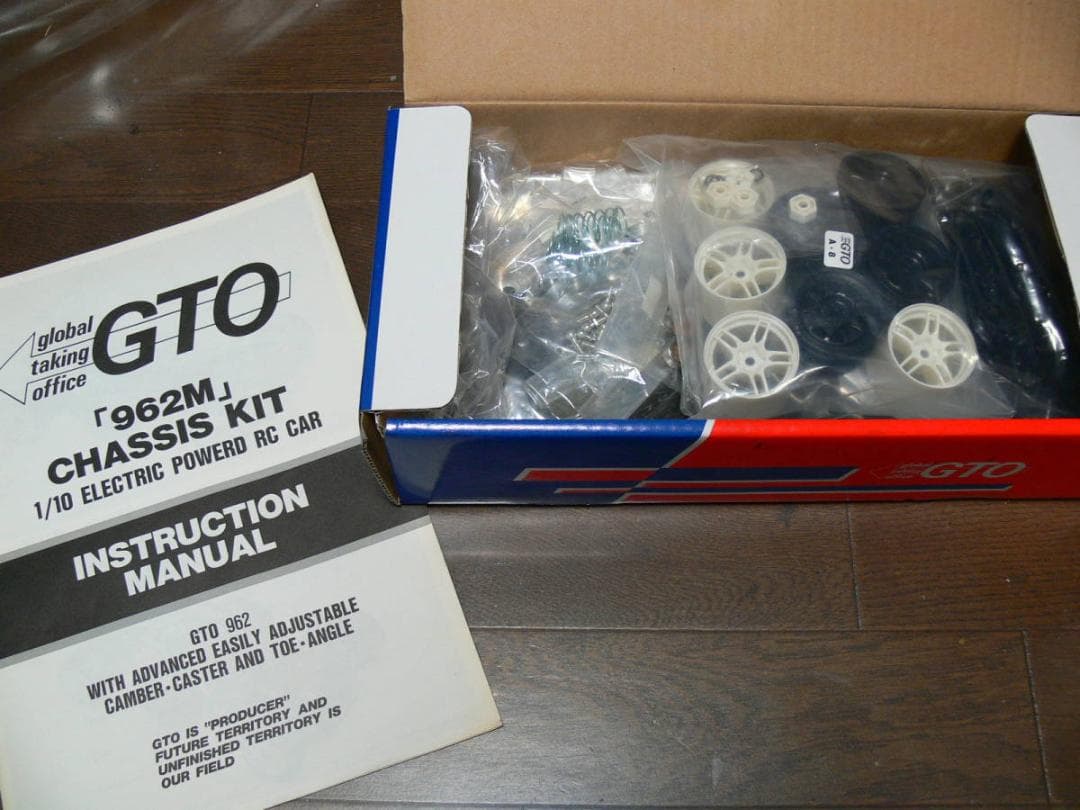 global
taking
office
GTO
「962M」
CHASSIS KIT
1/10 ELECTRIC POWERD RC CAR
INSTRUCTION
MANUAL
GTO 962
WITH ADVANCED EASILY ADJUSTABLE
CAMBER・CASTER AND TOE・ANGLE
GTO IS "PRODUCER"
FUTURE TERRITORY AND
UNFINISHED TERRITORY IS
OUR FIELD
GTO
A・8
GTO